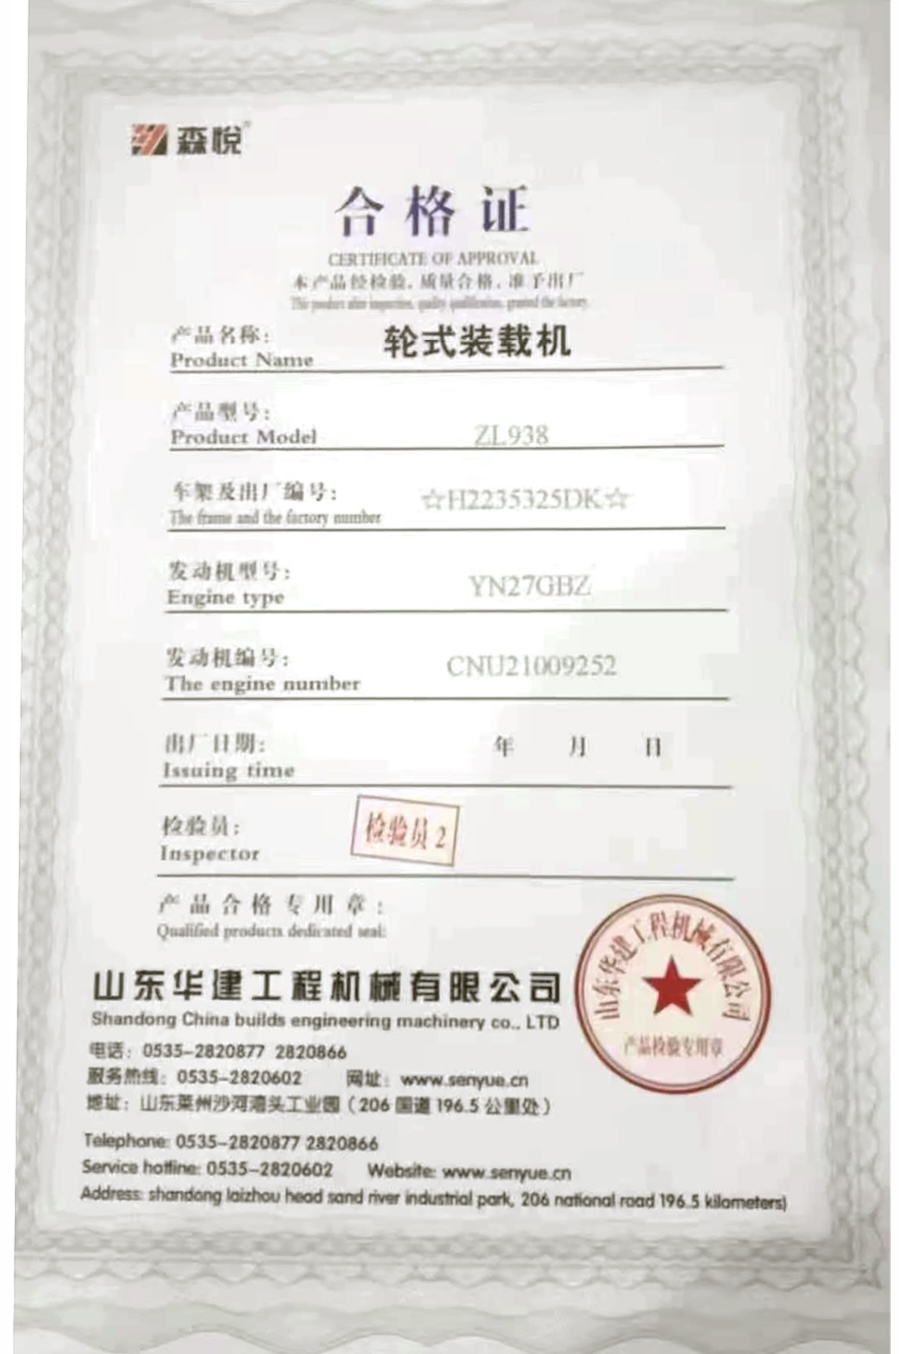 森悦
合格证
CERTIFICATE OF APPROVAL
本产品经检验,质量合格,准予出厂
This product after inspection, quality qualification, granted the factory.
产品名称: 轮式装载机
Product Name
产品型号:
Product Model ZL938
车架及出厂编号: ☆H2235325DK☆
The frame and the factory number
发动机型号: YN27GBZ
Engine type
发动机编号: CNU21009252
The engine number
出厂日期: 年 月 日
Issuing time
检验员: 检验员2
Inspector
产品合格专用章:
Qualified products dedicated seal:
山东华建工程机械有限公司
Shandong China builds engineering machinery co., LTD
电话: 0535-2820877 2820866
服务热线: 0535-2820602 网址: www.senyue.cn
地址: 山东莱州沙河湾头工业园(206国道196.5公里处)
山东华建工程机械有限公司
产品检验专用章
Telephone: 0535-2820877 2820866
Service hotline: 0535-2820602 Website: www.senyue.cn
Address: shandong laizhou head sand river industrial park, 206 national road 196.5 kilometers)